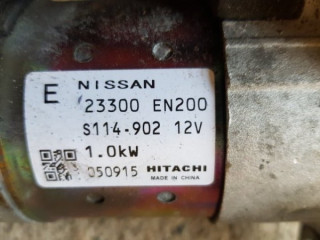 E NISSAN
23300 EN200
S114-902 12V
1.0kW
050915 HITACHI
MADE IN CHINA